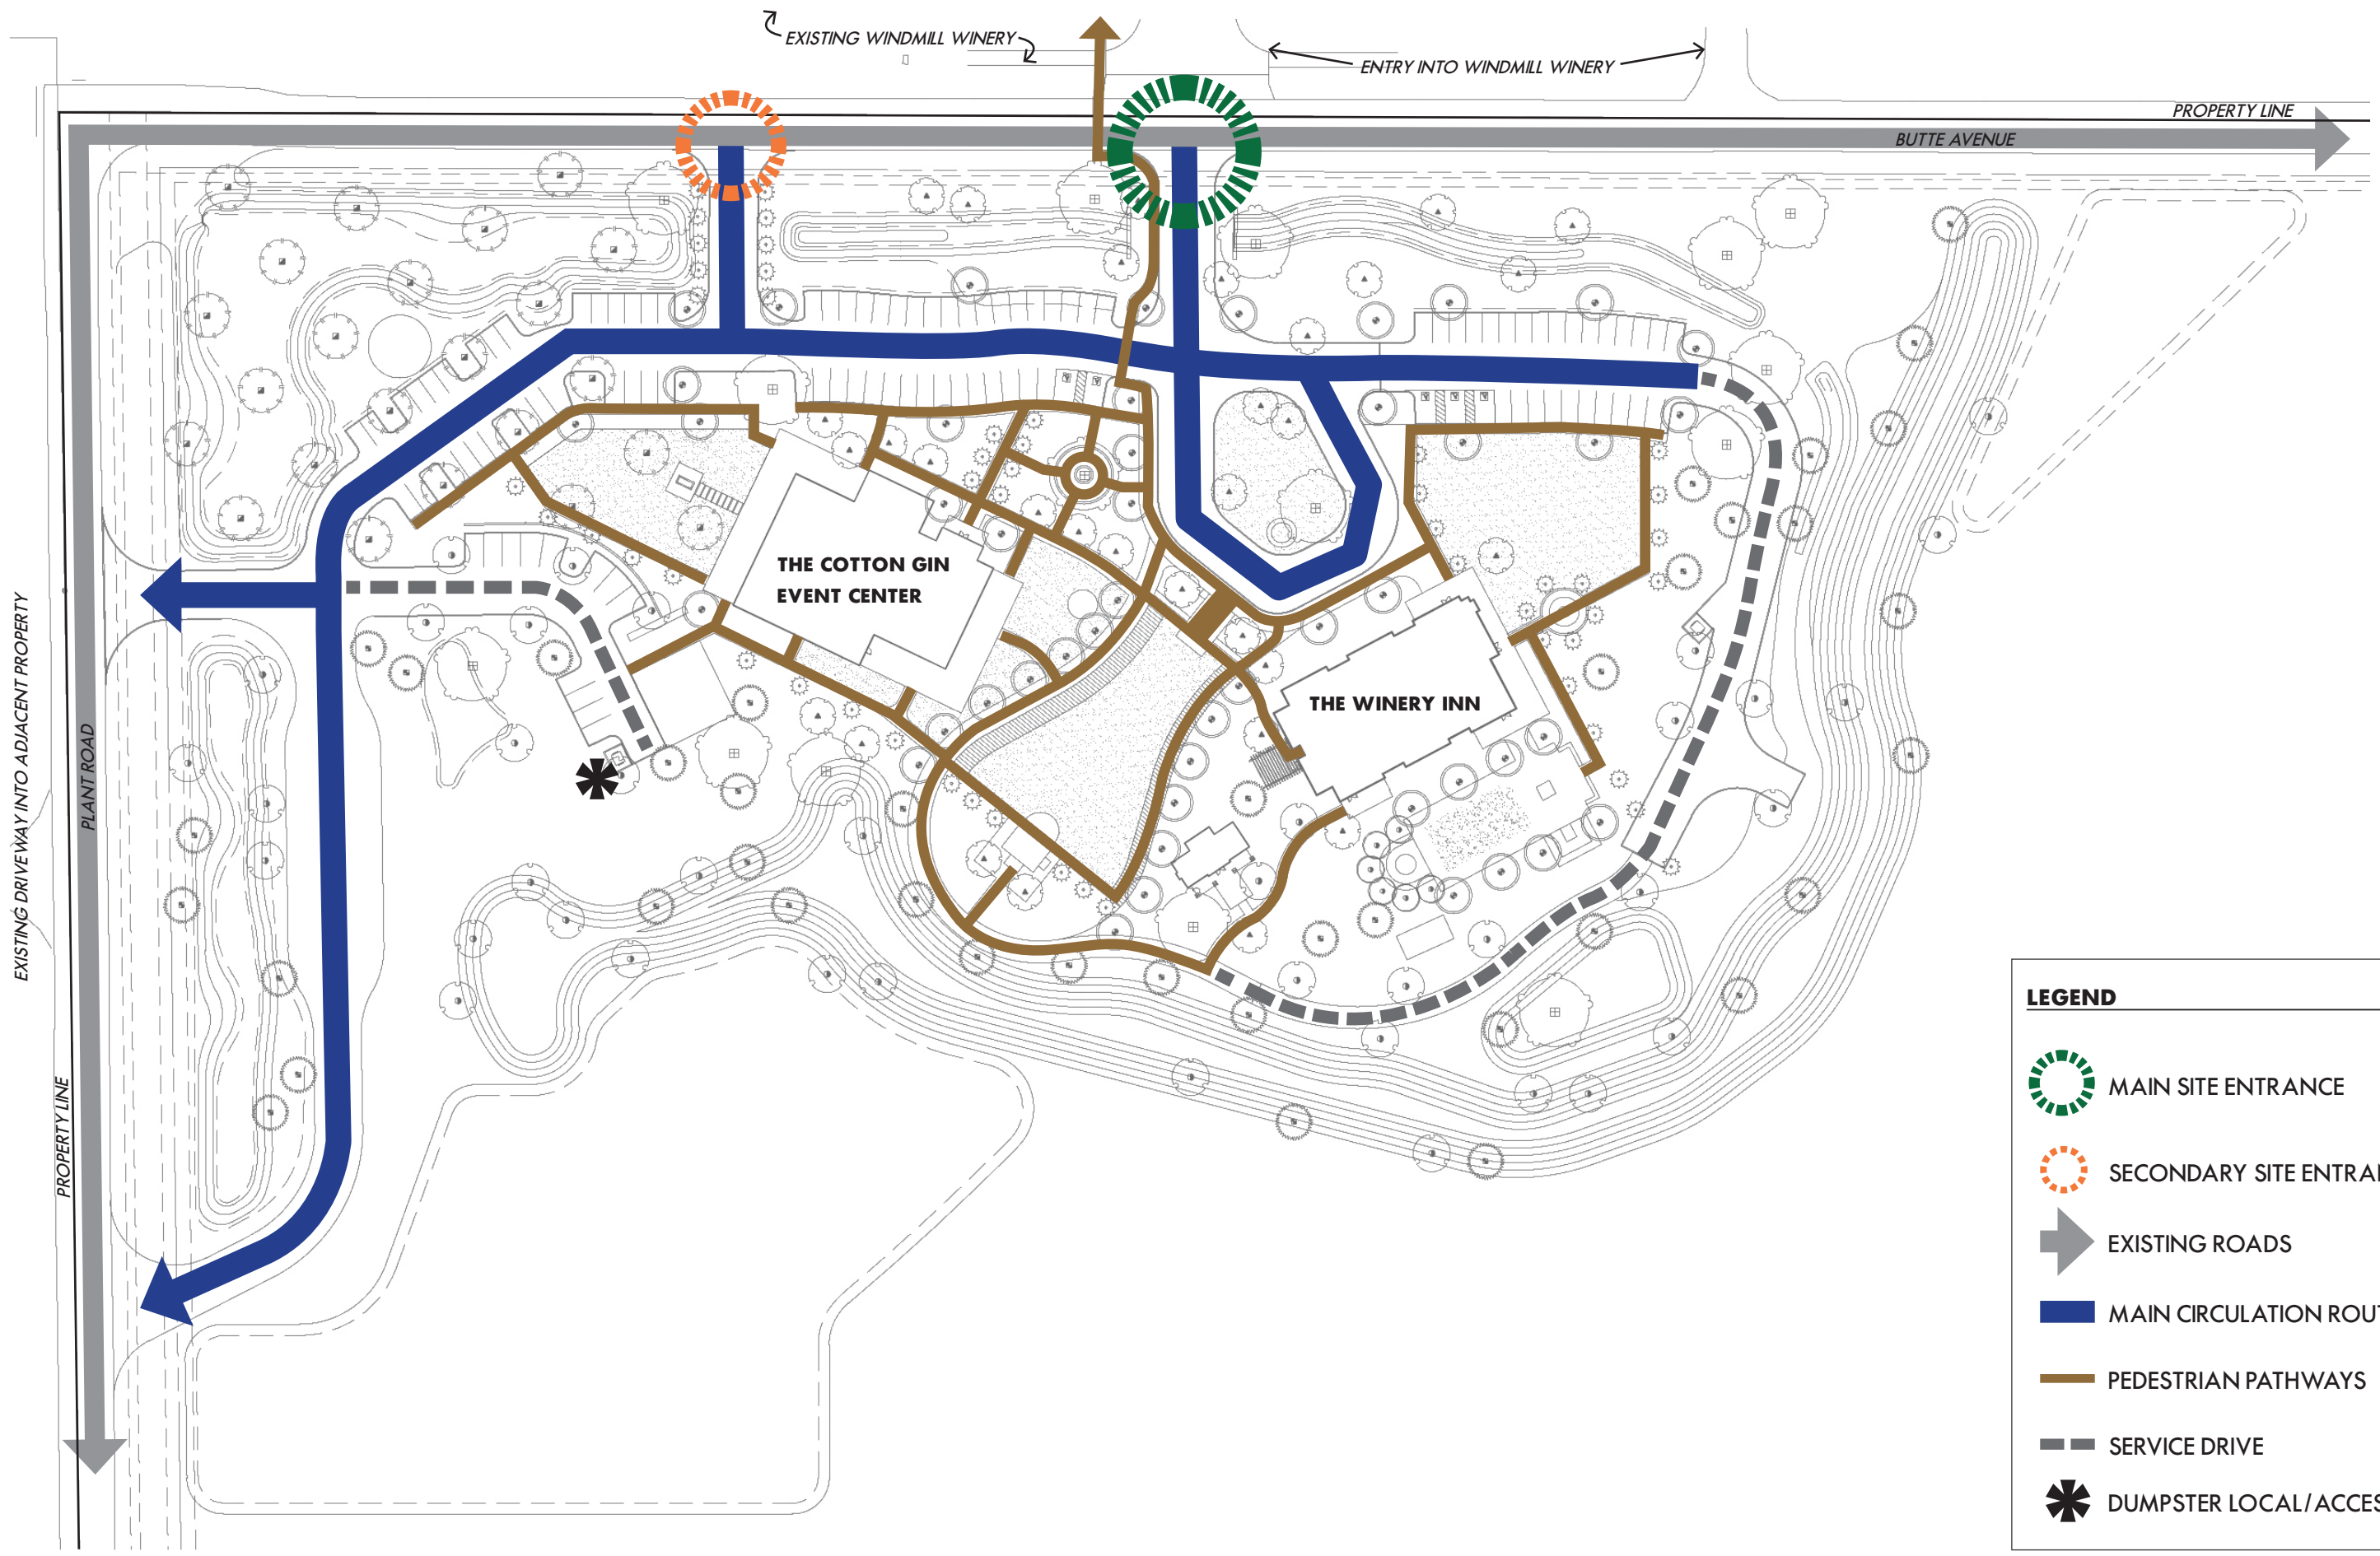 EXISTING WINDMILL WINERY
ENTRY INTO WINDMILL WINERY
PROPERTY LINE
BUTTE AVENUE
THE COTTON GIN
EVENT CENTER
THE WINERY INN
EXISTING DRIVEWAY INTO ADJACENT PROPERTY
PLANT ROAD
PROPERTY LINE
LEGEND
MAIN SITE ENTRANCE
SECONDARY SITE ENTRA
EXISTING ROADS
MAIN CIRCULATION ROU
PEDESTRIAN PATHWAYS
SERVICE DRIVE
DUMPSTER LOCAL/ACCES